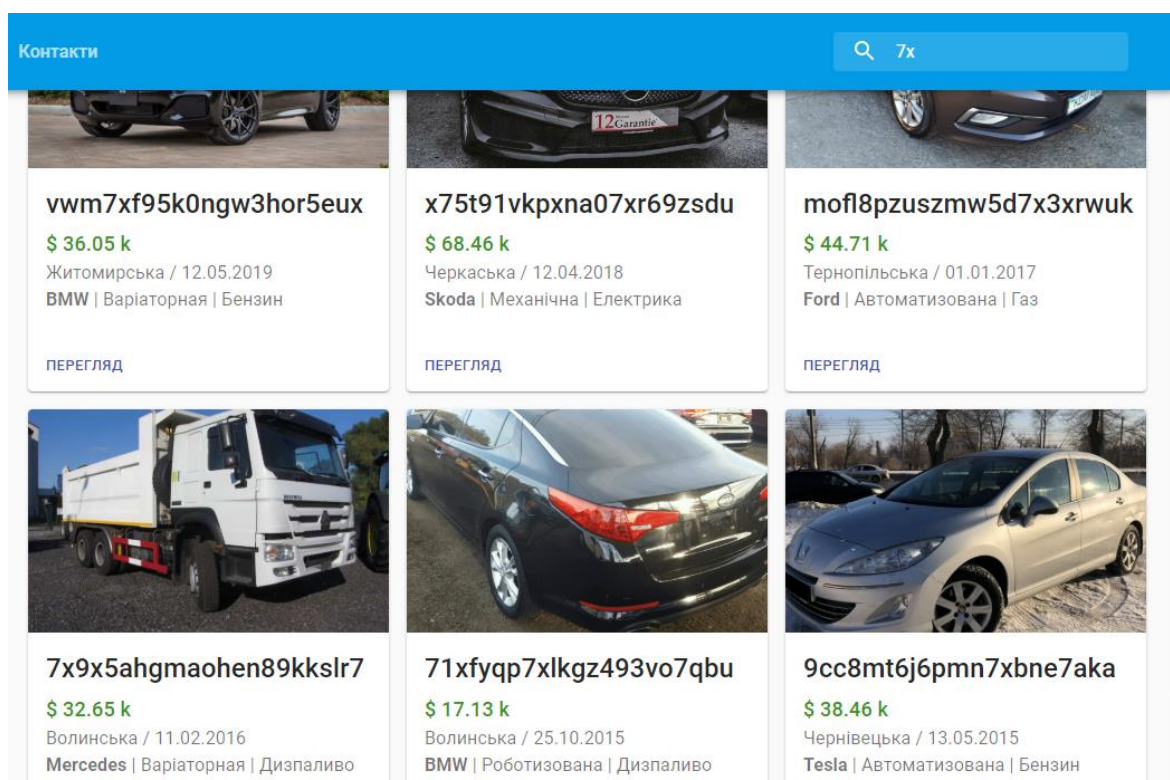 Контакти
7x
12 Garantie
vwm7xf95k0ngw3hor5eux
$ 36.05 k
Житомирська / 12.05.2019
BMW | Варіаторная | Бензин
ПЕРЕГЛЯД
x75t91vkpxna07xr69zsdu
$ 68.46 k
Черкаська / 12.04.2018
Skoda | Механічна | Електрика
ПЕРЕГЛЯД
mofl8pzuszmw5d7x3xrwuk
$ 44.71 k
Тернопільська / 01.01.2017
Ford | Автоматизована | Газ
ПЕРЕГЛЯД
7x9x5ahgmaohen89kkslr7
$ 32.65 k
Волинська / 11.02.2016
Mercedes | Варіаторная | Дизпаливо
71xfyqp7xlkgz493vo7qbu
$ 17.13 k
Волинська / 25.10.2015
BMW | Роботизована | Дизпаливо
9cc8mt6j6pmn7xbne7aka
$ 38.46 k
Чернівецька / 13.05.2015
Tesla | Автоматизована | Бензин